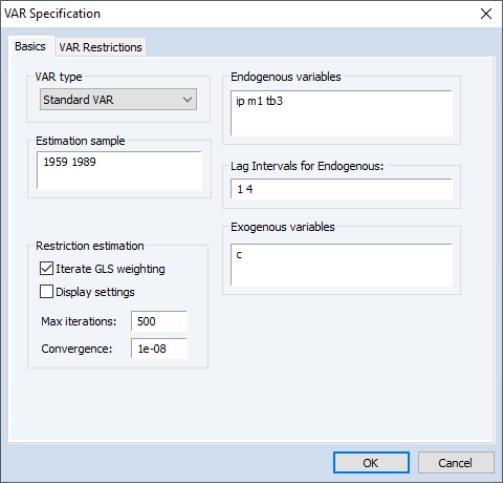 VAR Specification
Basics
VAR Restrictions
VAR type
Standard VAR
Estimation sample
1959 1989
Restriction estimation
Iterate GLS weighting
Display settings
Max iterations: 500
Convergence: 1e-08
Endogenous variables
ip m1 tb3
Lag Intervals for Endogenous:
1 4
Exogenous variables
c
OK
Cancel